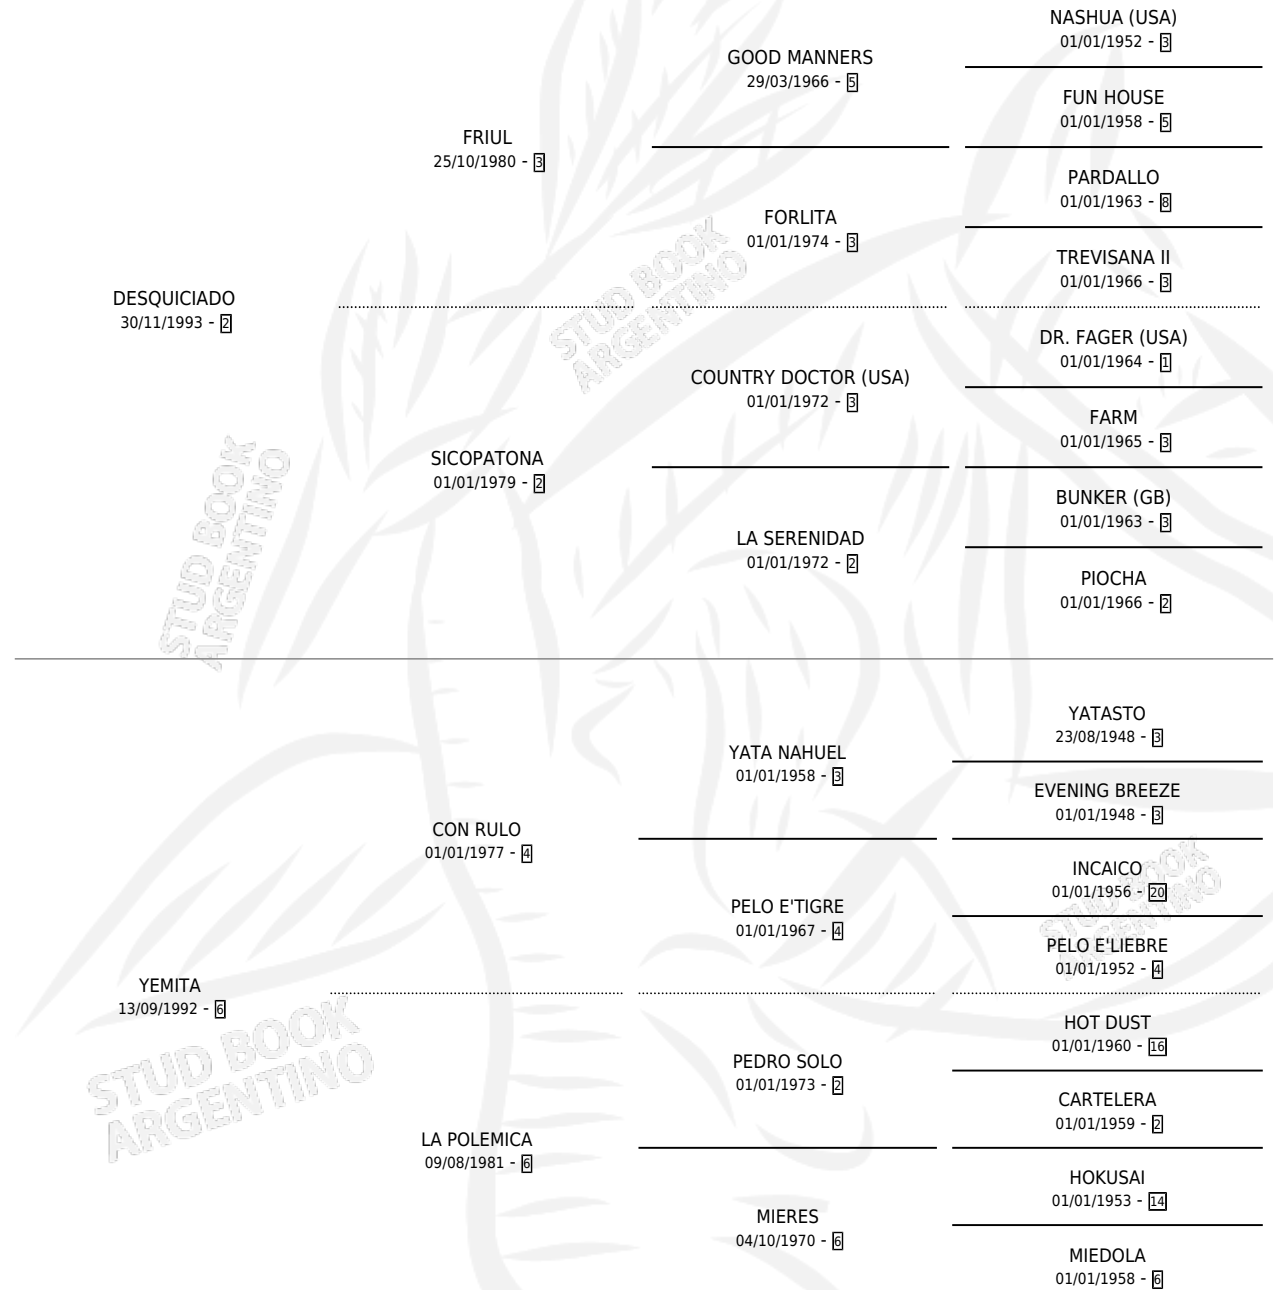 NASHUA (USA)
01/01/1952 - 3
GOOD MANNERS
29/03/1966 - 5
FUN HOUSE
01/01/1958 - 5
FRIUL
25/10/1980 - 3
PARDALLO
01/01/1963 - 8
FORLITA
01/01/1974 - 3
TREVISANA II
01/01/1966 - 3
DESQUICIADO
30/11/1993 - 2
DR. FAGER (USA)
01/01/1964 - 1
COUNTRY DOCTOR (USA)
01/01/1972 - 3
FARM
01/01/1965 - 3
SICOPATONA
01/01/1979 - 2
BUNKER (GB)
01/01/1963 - 3
LA SERENIDAD
01/01/1972 - 2
PIOCHA
01/01/1966 - 2
YATASTO
23/08/1948 - 3
YATA NAHUEL
01/01/1958 - 3
EVENING BREEZE
01/01/1948 - 3
CON RULO
01/01/1977 - 4
INCAICO
01/01/1956 - 20
PELO E'TIGRE
01/01/1967 - 4
PELO E'LIEBRE
01/01/1952 - 4
YEMITA
13/09/1992 - 6
HOT DUST
01/01/1960 - 16
PEDRO SOLO
01/01/1973 - 2
CARTELERA
01/01/1959 - 2
LA POLEMICA
09/08/1981 - 6
HOKUSAI
01/01/1953 - 14
MIERES
04/10/1970 - 6
MIEDOLA
01/01/1958 - 6
STUD BOOK
ARGENTINO
STUD BOOK
ARGENTINO
STUD BOOK
ARGENTINO
STUD BOOK
ARGENTINO